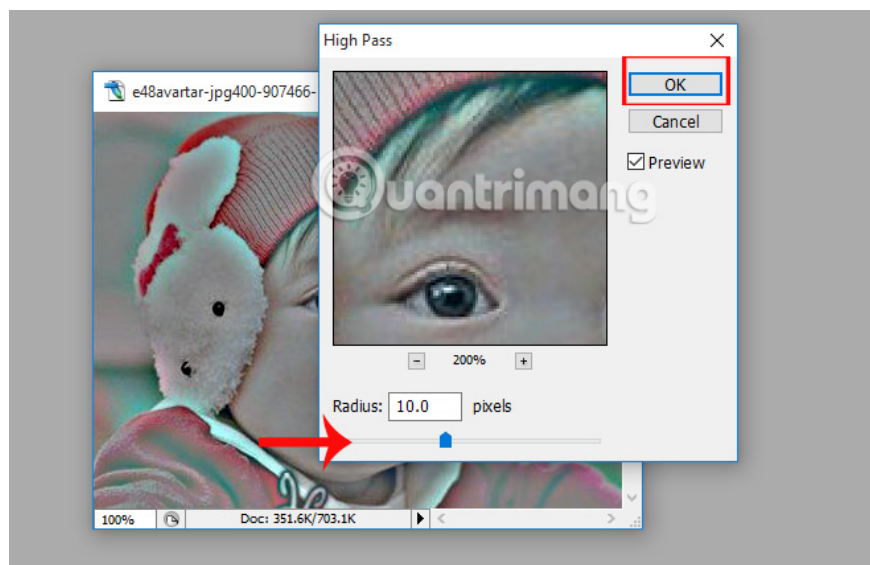 High Pass
e48avartar-jpg400-907466-
OK
Cancel
Preview
Quantrimang
200%
Radius: 10.0 pixels
100%
Doc: 351.6K/703.1K